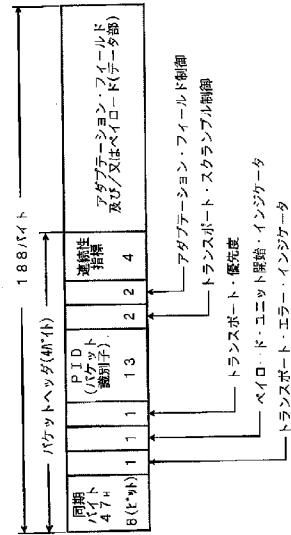 188バイト
パケットヘッダ(4バイト)
同期
バイト
47H
8(ビット)
1
1
1
PID
(パケット
識別子)
13
2
2
連続性
指標
4
アダプテーション・フィールド
及び/又はペイロード(データ部)
アダプテーション・フィールド制御
トランスポート・スクランブル制御
トランスポート・優先度
ペイロード・ユニット開始・インジケータ
トランスポート・エラー・インジケータ